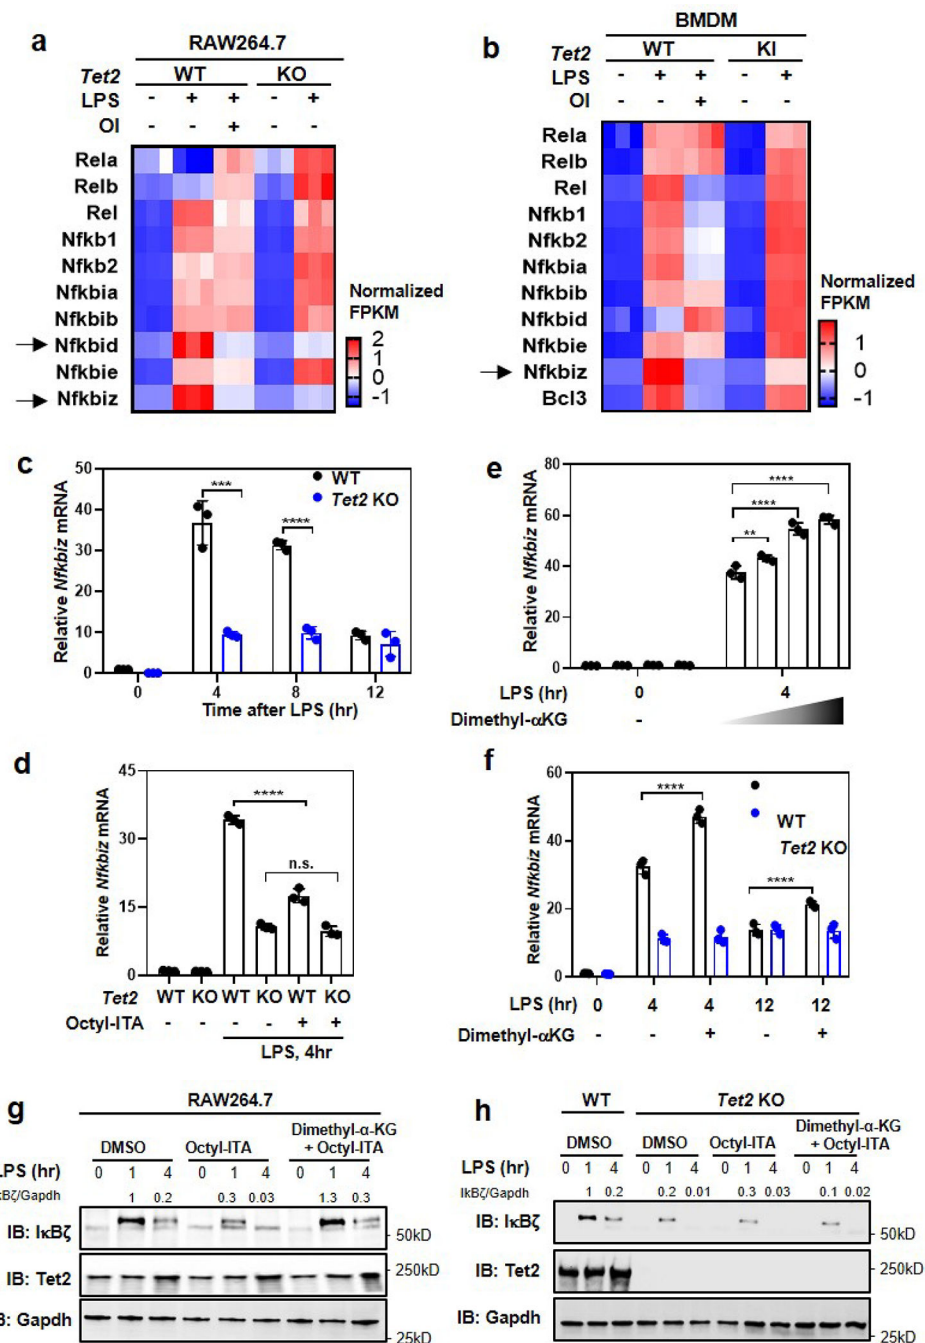 a
RAW264.7
Tet2 WT KO
LPS - + + - +
OI - - + - -
Rela
Relb
Rel
Nfkb1
Nfkb2
Nfkbia
Nfkbib
Nfkbid
Nfkbie
Nfkbiz
Normalized
FPKM
2
1
0
-1
b
BMDM
Tet2 WT KI
LPS - + + - +
OI - - + - -
Rela
Relb
Rel
Nfkb1
Nfkb2
Nfkbia
Nfkbib
Nfkbid
Nfkbie
Nfkbiz
Bcl3
Normalized
FPKM
1
0
-1
c
Relative Nfkbiz mRNA
50
40
30
20
10
0
WT
Tet2 KO
***
****
0 4 8 12
Time after LPS (hr)
e
Relative Nfkbiz mRNA
80
60
40
20
0
****
****
**
LPS (hr) 0 4
Dimethyl-αKG -
d
Relative Nfkbiz mRNA
45
30
15
0
****
n.s.
Tet2 WT KO WT KO WT KO
Octyl-ITA - - - - + +
LPS, 4hr
f
Relative Nfkbiz mRNA
60
40
20
0
****
****
WT
Tet2 KO
LPS (hr) 0 4 4 12 12
Dimethyl-αKG - - + - +
g
RAW264.7
DMSO Octyl-ITA Dimethyl-α-KG
+ Octyl-ITA
LPS (hr) 0 1 4 0 1 4 0 1 4
kBζ/Gapdh 1 0.2 0.3 0.03 1.3 0.3
IB: IκBζ
50kD
IB: Tet2
250kD
B: Gapdh
25kD
h
WT Tet2 KO
DMSO DMSO Octyl-ITA Dimethyl-α-KG
+ Octyl-ITA
LPS (hr) 0 1 4 0 1 4 0 1 4 0 1 4
IkBζ/Gapdh 1 0.2 0.2 0.01 0.3 0.03 0.1 0.02
IB: IκBζ
50kD
IB: Tet2
250kD
IB: Gapdh
25kD